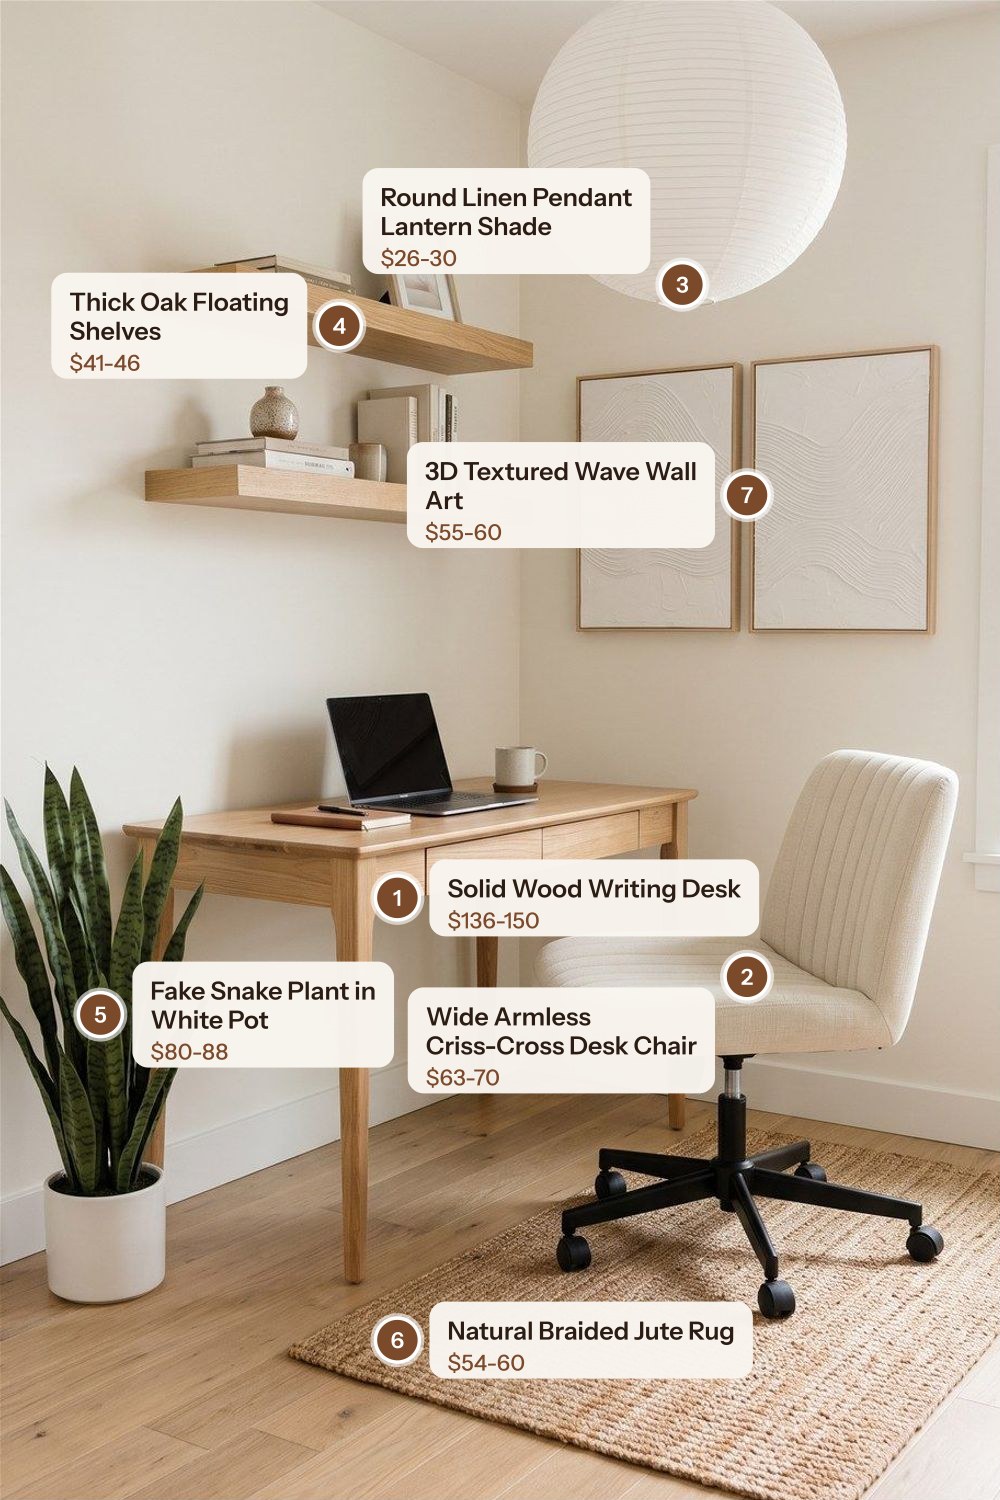 Round Linen Pendant
Lantern Shade
$26-30
3
Thick Oak Floating
Shelves
$41-46
4
3D Textured Wave Wall
Art
$55-60
7
1
Solid Wood Writing Desk
$136-150
2
Fake Snake Plant in
White Pot
$80-88
5
Wide Armless
Criss-Cross Desk Chair
$63-70
6
Natural Braided Jute Rug
$54-60